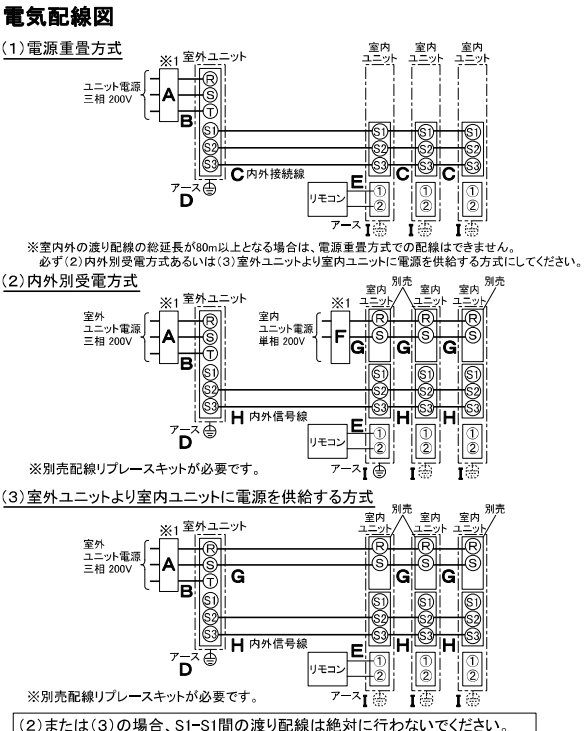 電気配線図
(1)電源重畳方式
※1 室外ユニット
室内ユニット 室内ユニット 室内ユニット
ユニット電源
三相 200V
A
B
R
S
T
S1 S1 S1 S1
S2 S2 S2 S2
S3 S3 S3 S3
C 内外接続線 C C
アース
D
E
リモコン
① ① ①
② ② ②
アース I I I
※室内外の渡り配線の総延長が80m以上となる場合は、電源重畳方式での配線はできません。
必ず(2)内外別受電方式あるいは(3)室外ユニットより室内ユニットに電源を供給する方式にしてください。
(2)内外別受電方式
※1 室外ユニット
※1
室内ユニット 別売 室内ユニット 室内ユニット 別売
室外
ユニット電源
三相 200V
A
B
室内
ユニット電源
単相 200V
F
R R R R
S S S S
G G G
T
S1 S1 S1 S1
S2 S2 S2 S2
S3 S3 S3 S3
H 内外信号線 H H
アース
D
E
リモコン
① ① ①
② ② ②
アース I I I
※別売配線リプレースキットが必要です。
(3)室外ユニットより室内ユニットに電源を供給する方式
※1 室外ユニット
室内ユニット 別売 室内ユニット 室内ユニット 別売
室外
ユニット電源
三相 200V
A
B
R R R R
S S S S
T
G G G
S1 S1 S1 S1
S2 S2 S2 S2
S3 S3 S3 S3
H 内外信号線 H H
アース
D
E
リモコン
① ① ①
② ② ②
アース I I I
※別売配線リプレースキットが必要です。
(2)または(3)の場合、S1-S1間の渡り配線は絶対に行わないでください。